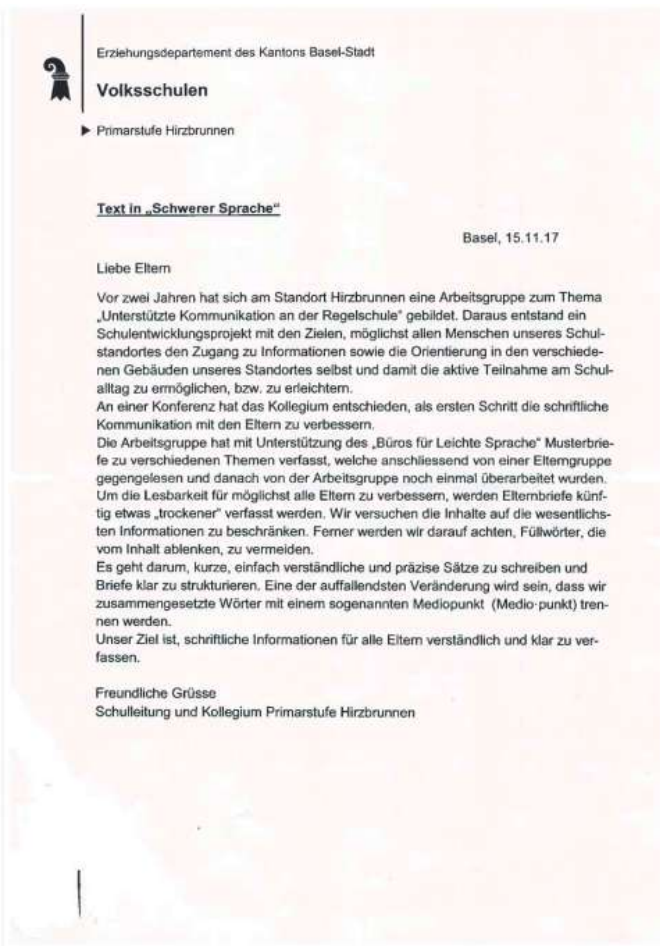 Erziehungsdepartement des Kantons Basel-Stadt
Volksschulen
▶ Primarstufe Hirzbrunnen
Text in „Schwerer Sprache“
Basel, 15.11.17
Liebe Eltern
Vor zwei Jahren hat sich am Standort Hirzbrunnen eine Arbeitsgruppe zum Thema
„Unterstützte Kommunikation an der Regelschule“ gebildet. Daraus entstand ein
Schulentwicklungsprojekt mit den Zielen, möglichst allen Menschen unseres Schul-
standortes den Zugang zu Informationen sowie die Orientierung in den verschiede-
nen Gebäuden unseres Standortes selbst und damit die aktive Teilnahme am Schul-
alltag zu ermöglichen, bzw. zu erleichtern.
An einer Konferenz hat das Kollegium entschieden, als ersten Schritt die schriftliche
Kommunikation mit den Eltern zu verbessern.
Die Arbeitsgruppe hat mit Unterstützung des „Büros für Leichte Sprache“ Musterbrie-
fe zu verschiedenen Themen verfasst, welche anschliessend von einer Elterngruppe
gegengelesen und danach von der Arbeitsgruppe noch einmal überarbeitet wurden.
Um die Lesbarkeit für möglichst alle Eltern zu verbessern, werden Elternbriefe künf-
tig etwas „trockener“ verfasst werden. Wir versuchen die Inhalte auf die wesentlichs-
ten Informationen zu beschränken. Ferner werden wir darauf achten, Füllwörter, die
vom Inhalt ablenken, zu vermeiden.
Es geht darum, kurze, einfach verständliche und präzise Sätze zu schreiben und
Briefe klar zu strukturieren. Eine der auffallendsten Veränderung wird sein, dass wir
zusammengesetzte Wörter mit einem sogenannten Mediopunkt (Medio·punkt) tren-
nen werden.
Unser Ziel ist, schriftliche Informationen für alle Eltern verständlich und klar zu ver-
fassen.
Freundliche Grüsse
Schulleitung und Kollegium Primarstufe Hirzbrunnen